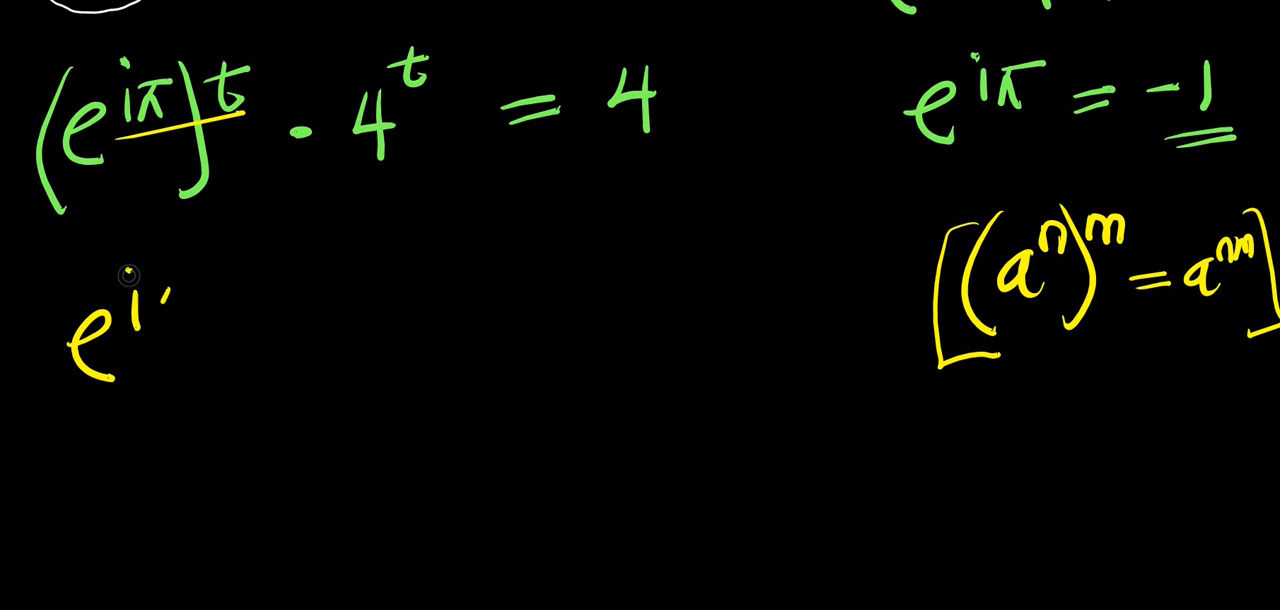 (e^{iπ})^t · 4^t = 4
e^{iπ} = -1
[(a^n)^m = a^{nm}]
e^i